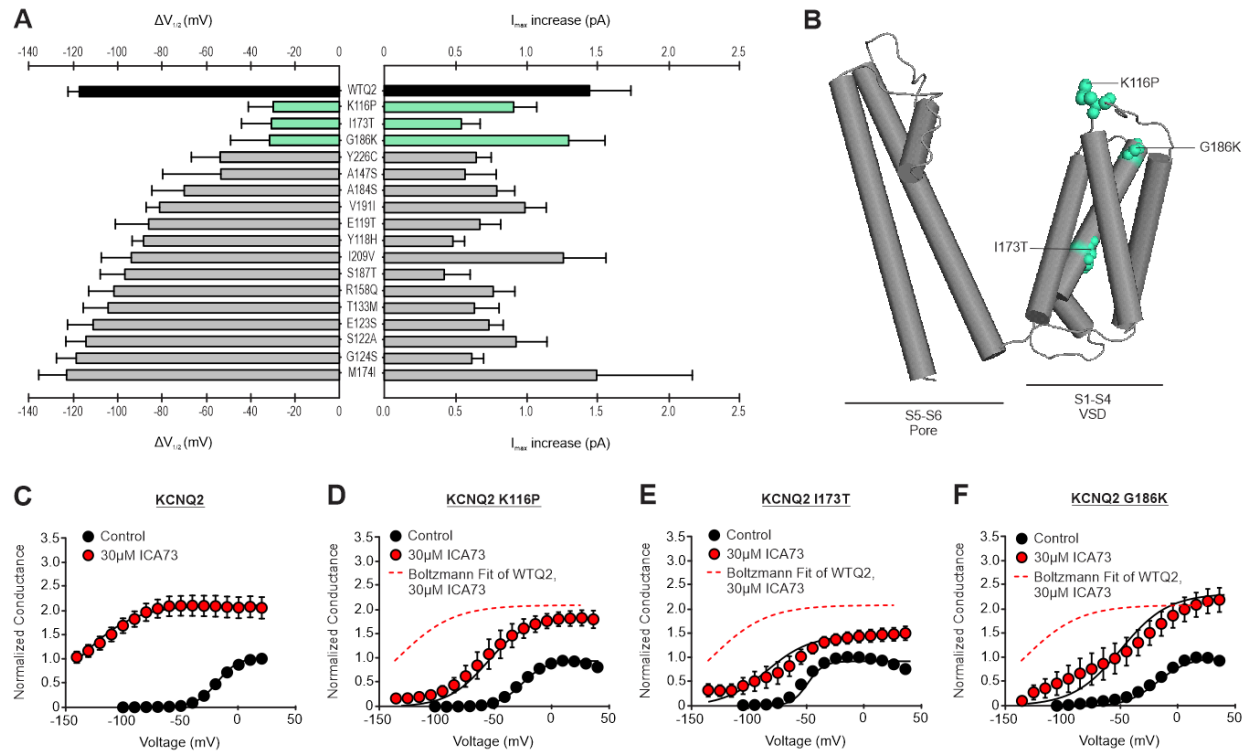 A
ΔV1/2 (mV)
Imax increase (pA)
-140 -120 -100 -80 -60 -40 -20 0
0 0.5 1.0 1.5 2.0 2.5
WTQ2
K116P
I173T
G186K
Y226C
A147S
A184S
V191I
E119T
Y118H
I209V
S187T
R158Q
T133M
E123S
S122A
G124S
M174I
-140 -120 -100 -80 -60 -40 -20 0
0.0 0.5 1.0 1.5 2.0 2.5
ΔV1/2 (mV)
Imax increase (pA)
B
K116P
G186K
I173T
S5-S6
Pore
S1-S4
VSD
C
KCNQ2
Control
30μM ICA73
Normalized Conductance
3.5
3.0
2.5
2.0
1.5
1.0
0.5
0
-150 -100 -50 0 50
Voltage (mV)
D
KCNQ2 K116P
Control
30μM ICA73
Boltzmann Fit of WTQ2,
30μM ICA73
Normalized Conductance
3.5
3.0
2.5
2.0
1.5
1.0
0.5
0
-150 -100 -50 0 50
Voltage (mV)
E
KCNQ2 I173T
Control
30μM ICA73
Boltzmann Fit of WTQ2,
30μM ICA73
Normalized Conductance
3.5
3.0
2.5
2.0
1.5
1.0
0.5
0
-150 -100 -50 0 50
Voltage (mV)
F
KCNQ2 G186K
Control
30μM ICA73
Boltzmann Fit of WTQ2,
30μM ICA73
Normalized Conductance
3.5
3.0
2.5
2.0
1.5
1.0
0.5
0
-150 -100 -50 0 50
Voltage (mV)